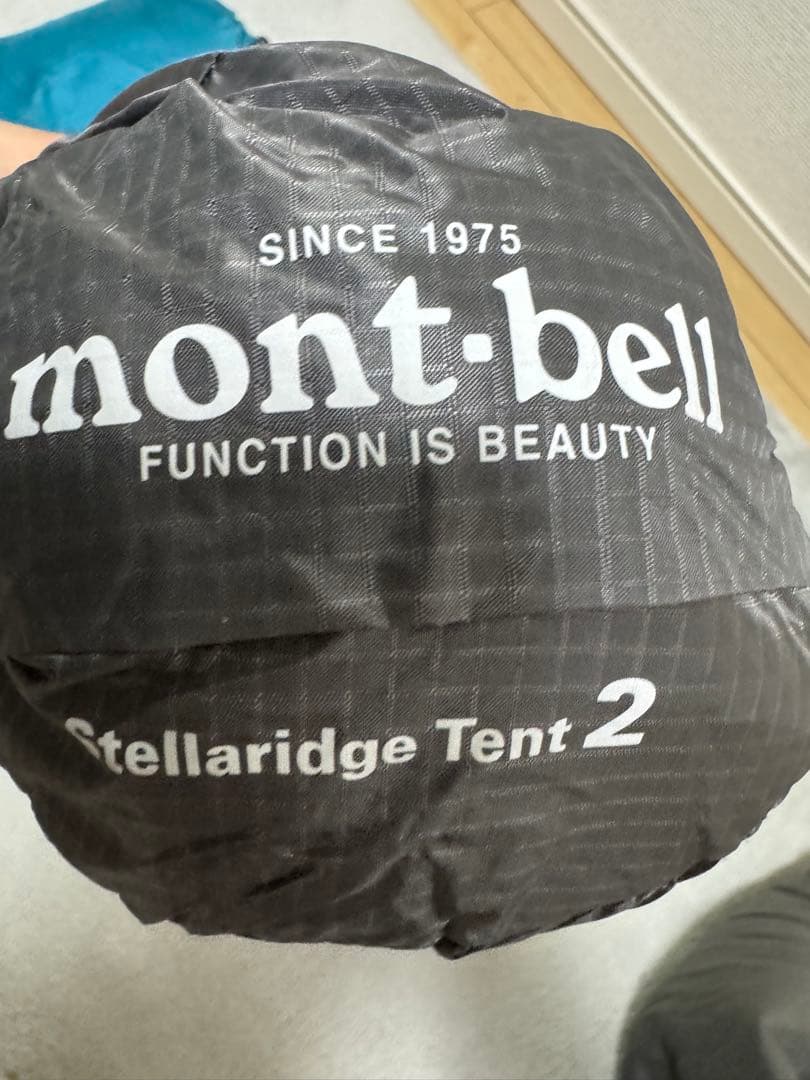 SINCE 1975
mont·bell
FUNCTION IS BEAUTY
Stellaridge Tent 2